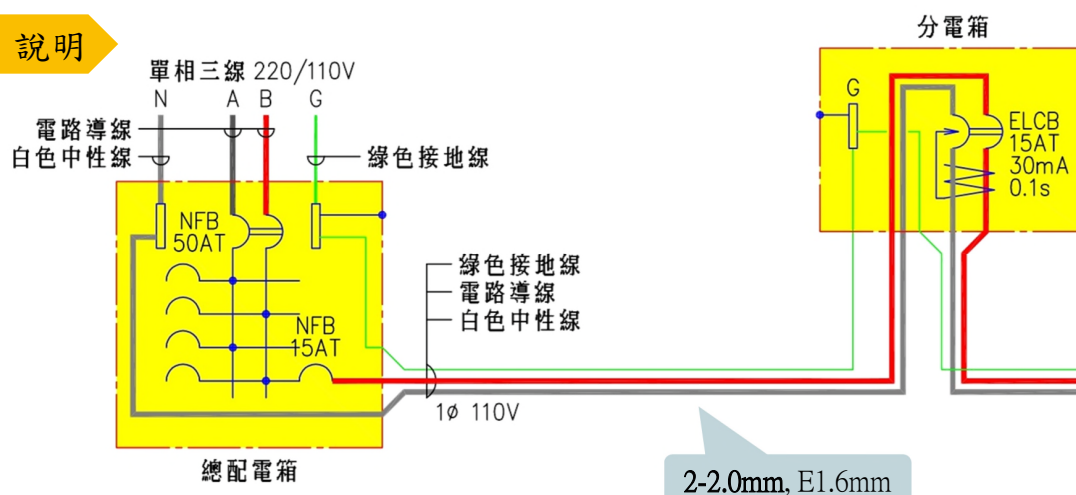 說明
分電箱
單相三線 220/110V
N A B G
電路導線
白色中性線
綠色接地線
G
ELCB
15AT
30mA
0.1s
NFB
50AT
綠色接地線
電路導線
白色中性線
NFB
15AT
1ø 110V
總配電箱
2-2.0mm, E1.6mm